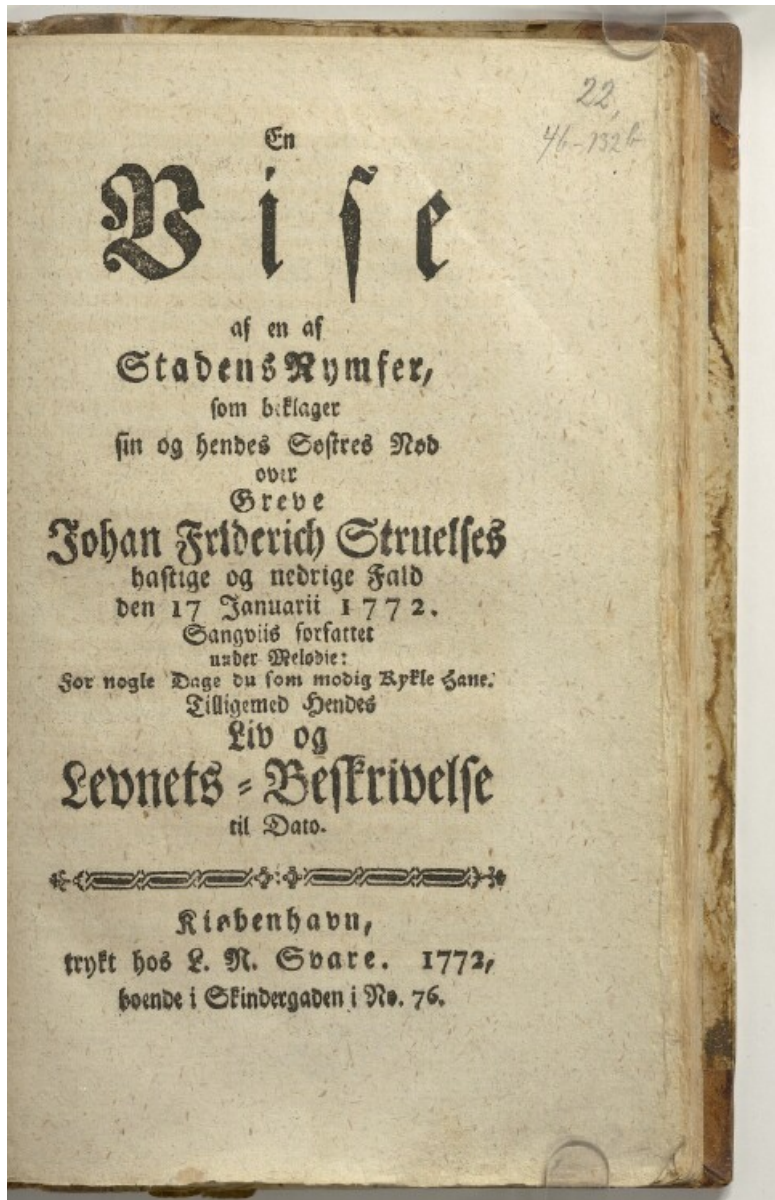 22,
46-132b
En
Vise
af en af
Stadens Nymfer,
som beklager
sin og hendes Søstres Nød
over
Greve
Johan Friderich Struelses
hastige og nedrige Fald
den 17 Januarii 1772.
Sangviis forfattet
under Melodie:
For nogle Dage du som modig Kykle Hane.
Tilligemed Hendes
Liv og
Levnets-Beskrivelse
til Dato.
Kiøbenhavn,
trykt hos L. N. Svare. 1772,
boende i Skindergaden i No. 76.